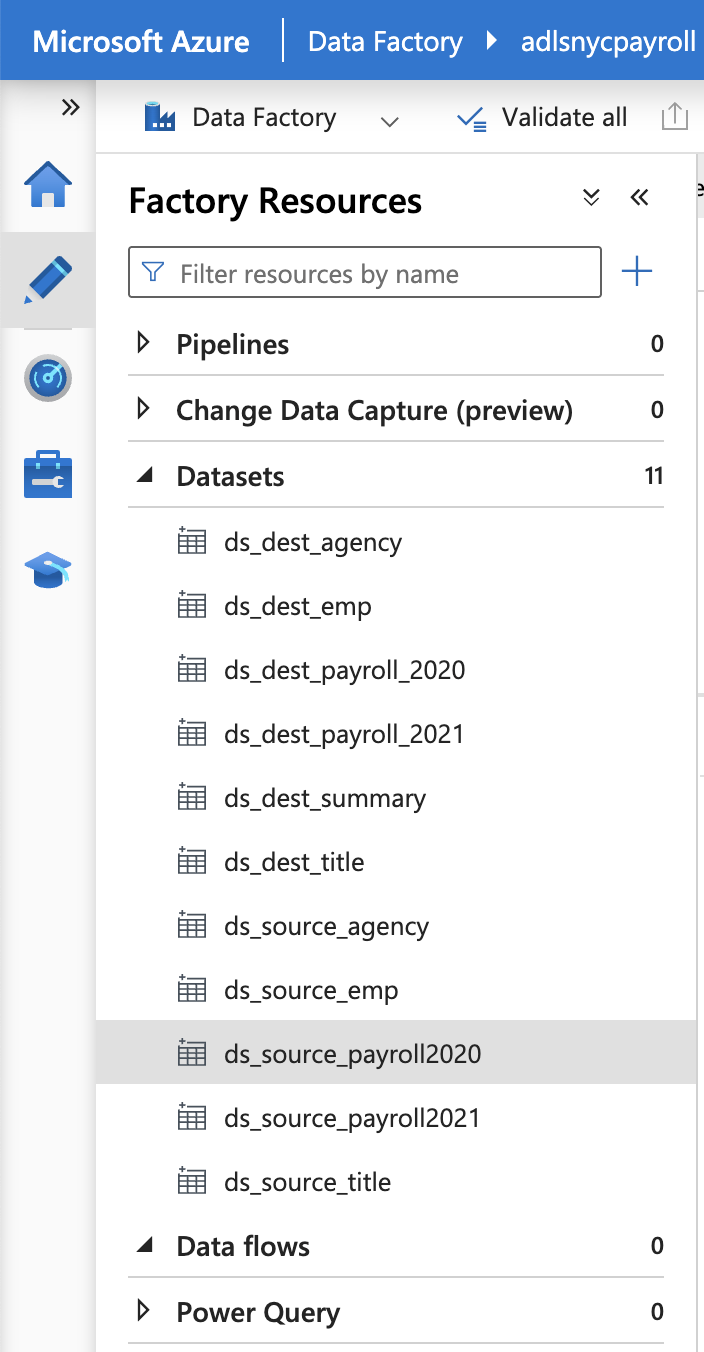 Microsoft Azure Data Factory adlsnycpayroll
Data Factory Validate all
Factory Resources
Filter resources by name
Pipelines 0
Change Data Capture (preview) 0
Datasets 11
ds_dest_agency
ds_dest_emp
ds_dest_payroll_2020
ds_dest_payroll_2021
ds_dest_summary
ds_dest_title
ds_source_agency
ds_source_emp
ds_source_payroll2020
ds_source_payroll2021
ds_source_title
Data flows 0
Power Query 0